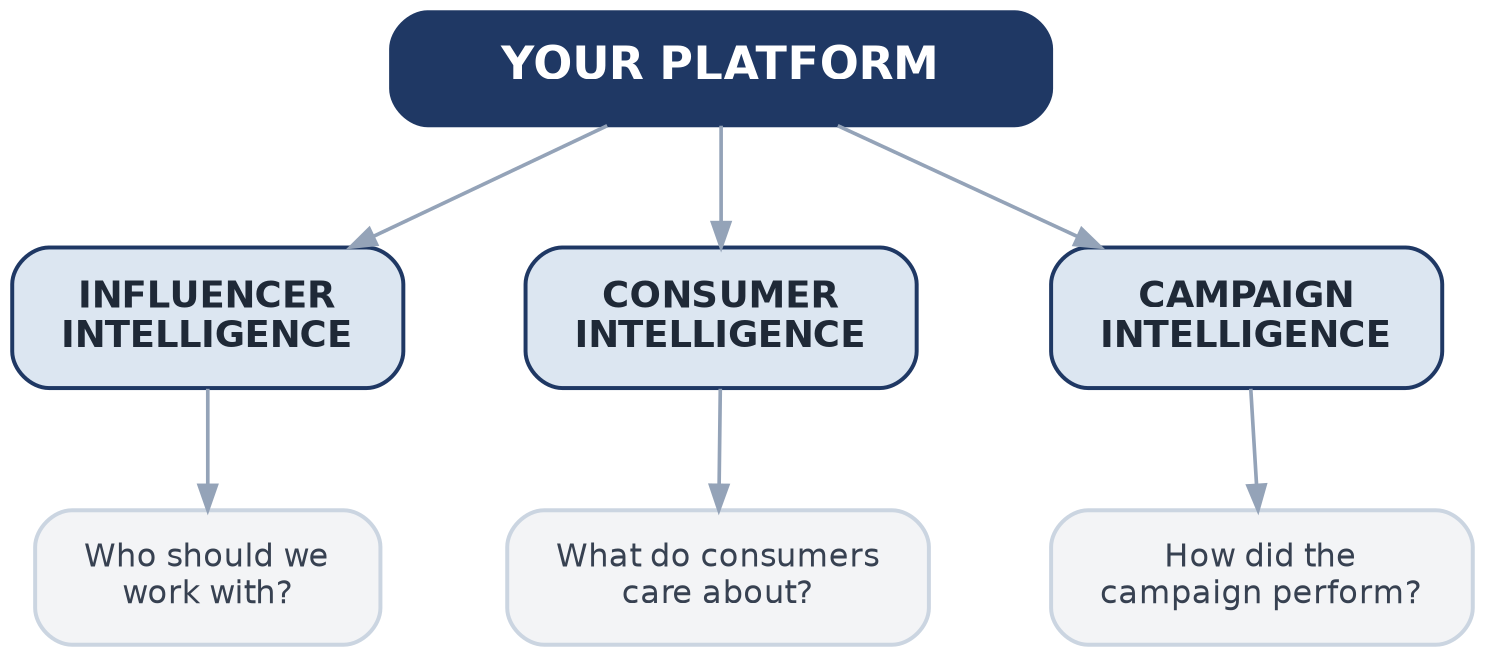 YOUR PLATFORM
INFLUENCER
INTELLIGENCE
CONSUMER
INTELLIGENCE
CAMPAIGN
INTELLIGENCE
Who should we
work with?
What do consumers
care about?
How did the
campaign perform?